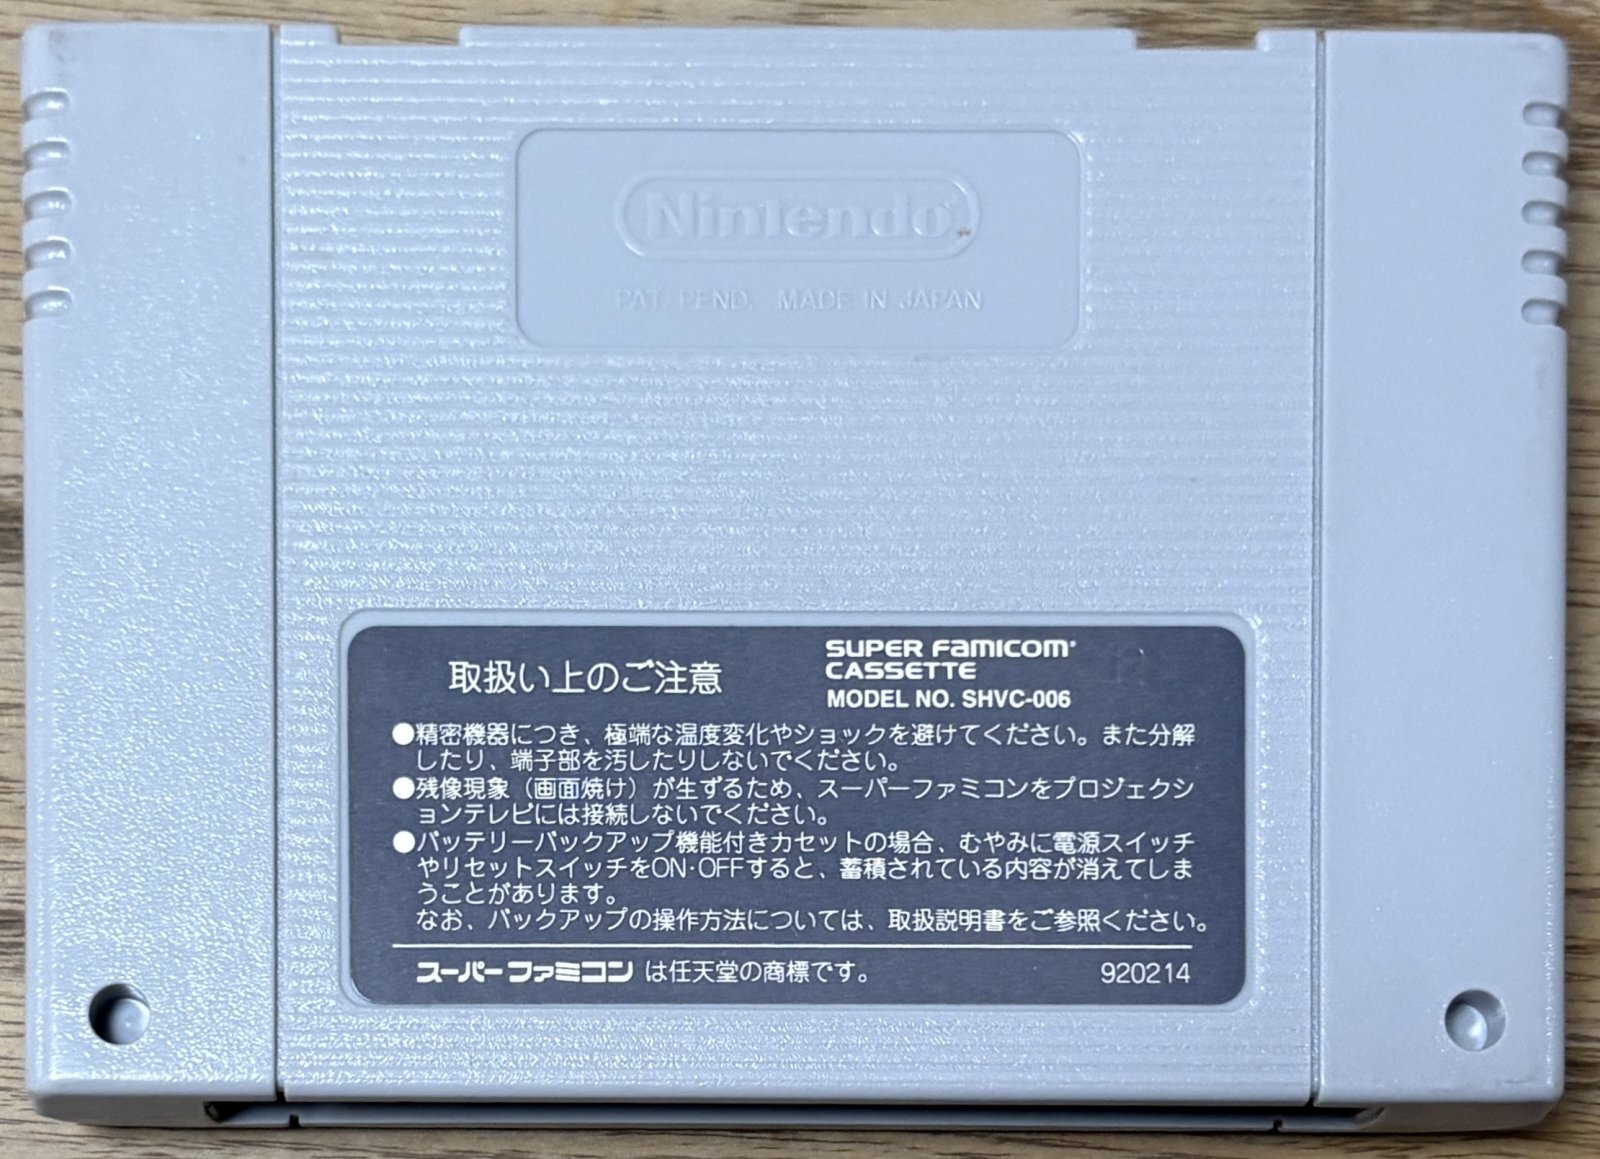 Nintendo
PAT. PEND. MADE IN JAPAN
取扱い上のご注意
SUPER FAMICOM
CASSETTE
MODEL NO. SHVC-006
●精密機器につき、極端な温度変化やショックを避けてください。また分解
したり、端子部を汚したりしないでください。
●残像現象（画面焼け）が生ずるため、スーパーファミコンをプロジェクシ
ョンテレビには接続しないでください。
●バッテリーバックアップ機能付きカセットの場合、むやみに電源スイッチ
やリセットスイッチをON・OFFすると、蓄積されている内容が消えてしま
うことがあります。
なお、バックアップの操作方法については、取扱説明書をご参照ください。
スーパーファミコン は任天堂の商標です。
920214